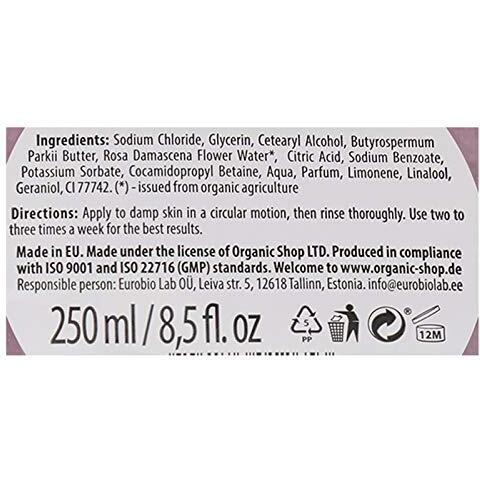 Ingredients: Sodium Chloride, Glycerin, Cetearyl Alcohol, Butyrospermum
Parkii Butter, Rosa Damascena Flower Water*, Citric Acid, Sodium Benzoate,
Potassium Sorbate, Cocamidopropyl Betaine, Aqua, Parfum, Limonene, Linalool,
Geraniol, CI 77742. (*) - issued from organic agriculture
Directions: Apply to damp skin in a circular motion, then rinse thoroughly. Use two to
three times a week for the best results.
Made in EU. Made under the license of Organic Shop LTD. Produced in compliance
with ISO 9001 and ISO 22716 (GMP) standards. Welcome to www.organic-shop.de
Responsible person: Eurobio Lab OÜ, Leiva str. 5, 12618 Tallinn, Estonia. info@eurobiolab.ee
250 ml / 8,5 fl. oz
5
PP
®
12M